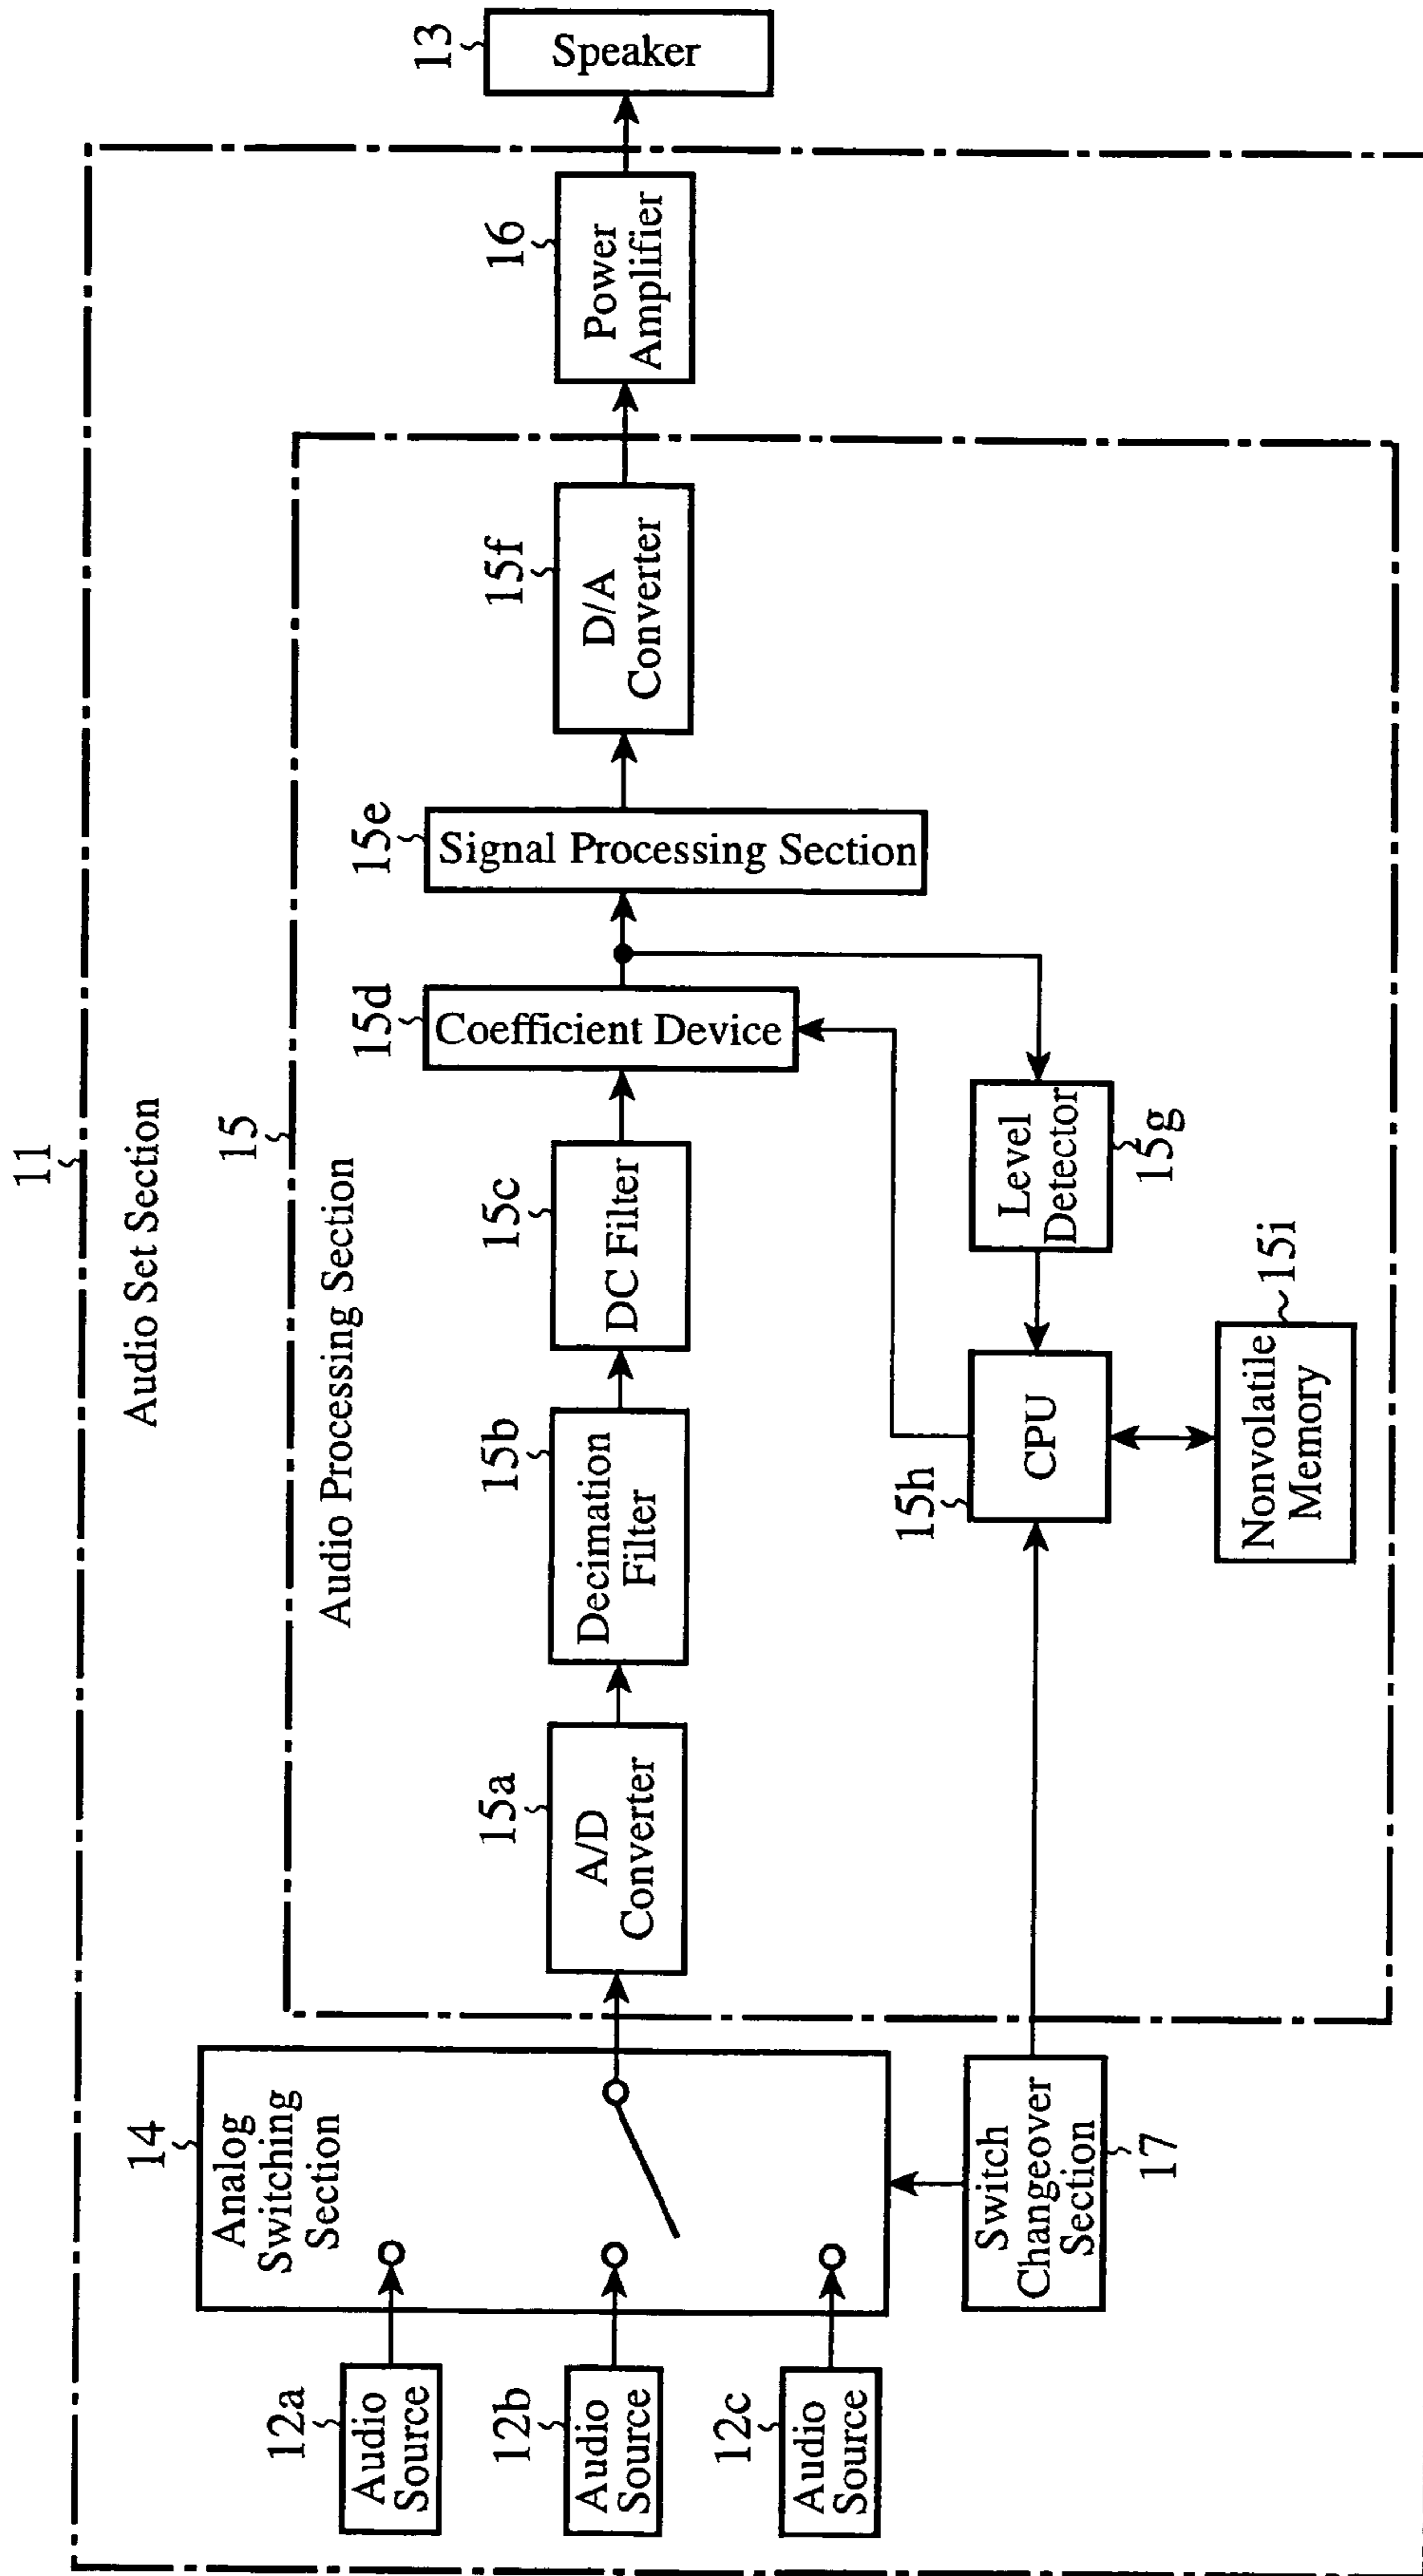 11
Audio Set Section
15
Audio Processing Section
14
Analog
Switching
Section
12a
Audio
Source
12b
Audio
Source
12c
Audio
Source
15a
A/D
Converter
15b
Decimation
Filter
15c
DC Filter
15d
Coefficient Device
15e
Signal Processing Section
15f
D/A
Converter
16
Power
Amplifier
13
Speaker
Switch
Changeover
Section
17
15h
CPU
Level
Detector
15g
Nonvolatile
Memory
15i